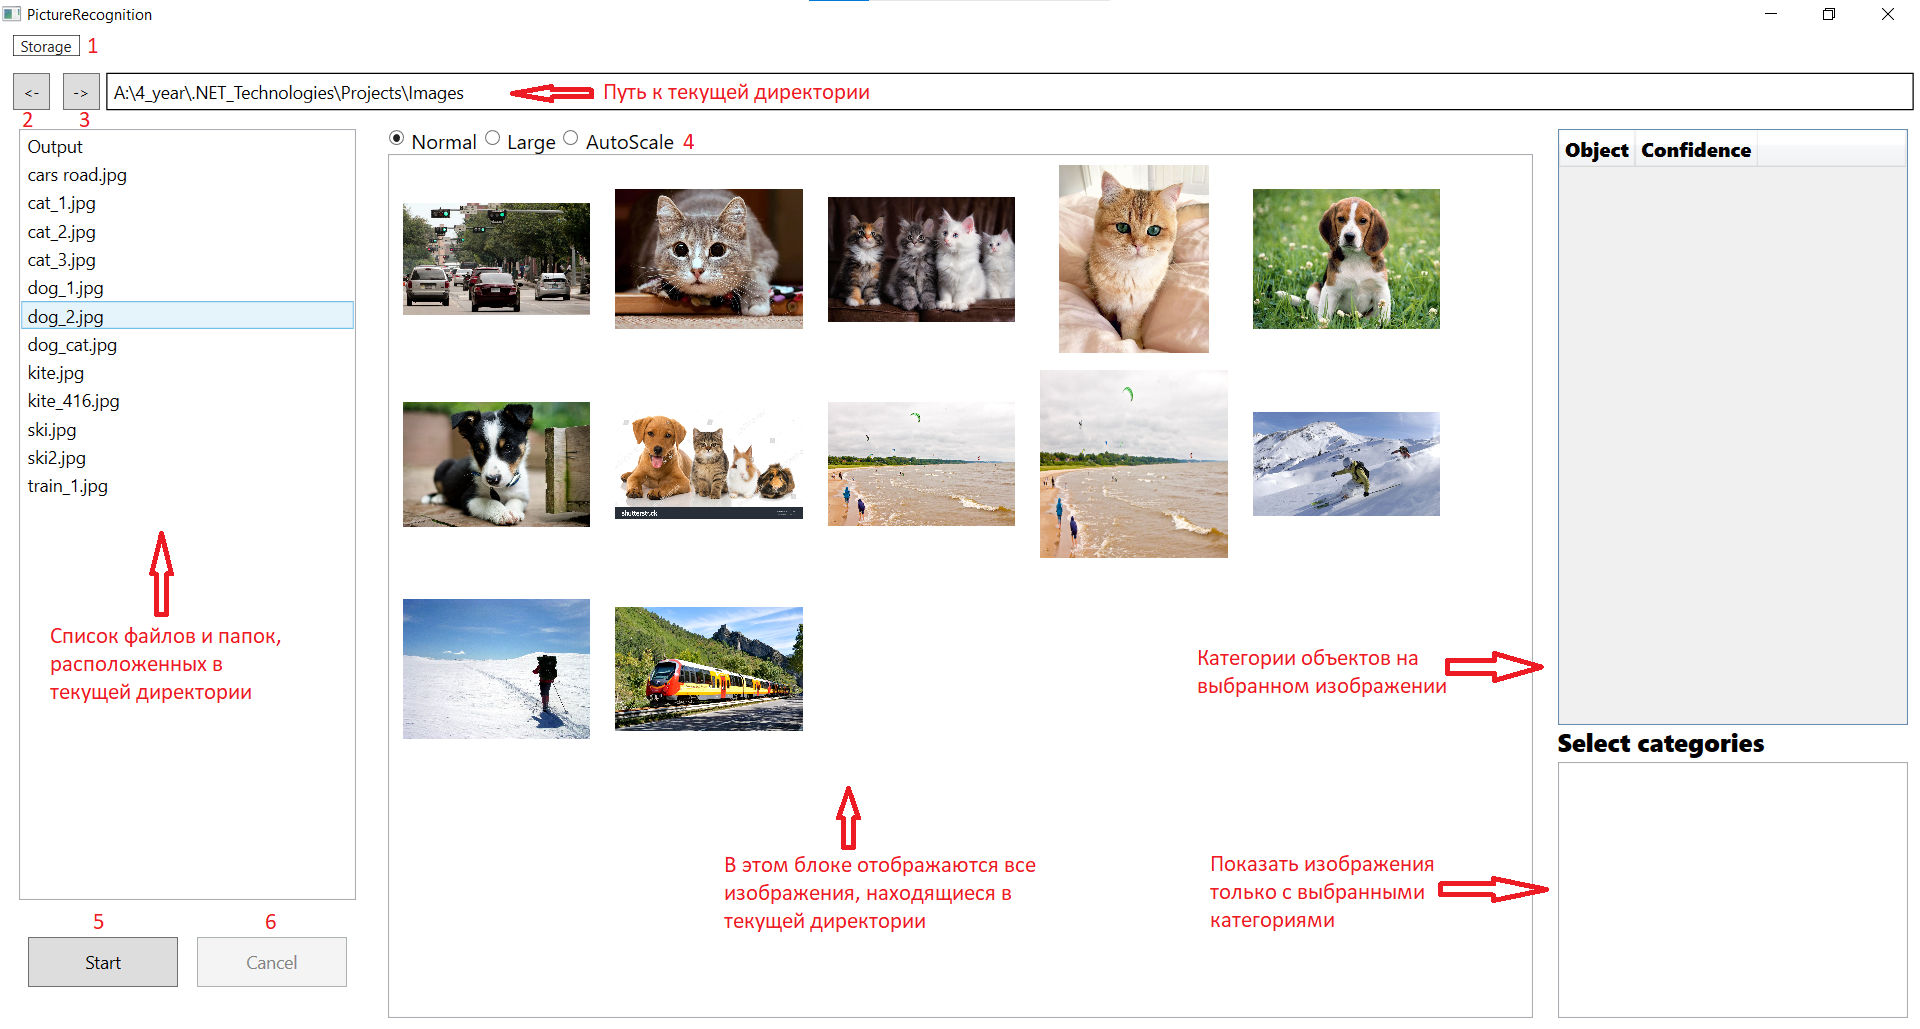 PictureRecognition
Storage 1
<- -> A:\4_year\.NET_Technologies\Projects\Images Путь к текущей директории
2 3
Output
cars road.jpg
cat_1.jpg
cat_2.jpg
cat_3.jpg
dog_1.jpg
dog_2.jpg
dog_cat.jpg
kite.jpg
kite_416.jpg
ski.jpg
ski2.jpg
train_1.jpg
Список файлов и папок,
расположенных в
текущей директории
5 6
Start Cancel
Normal Large AutoScale 4
shutterstock
В этом блоке отображаются все
изображения, находящиеся в
текущей директории
Object Confidence
Категории объектов на
выбранном изображении
Select categories
Показать изображения
только с выбранными
категориями